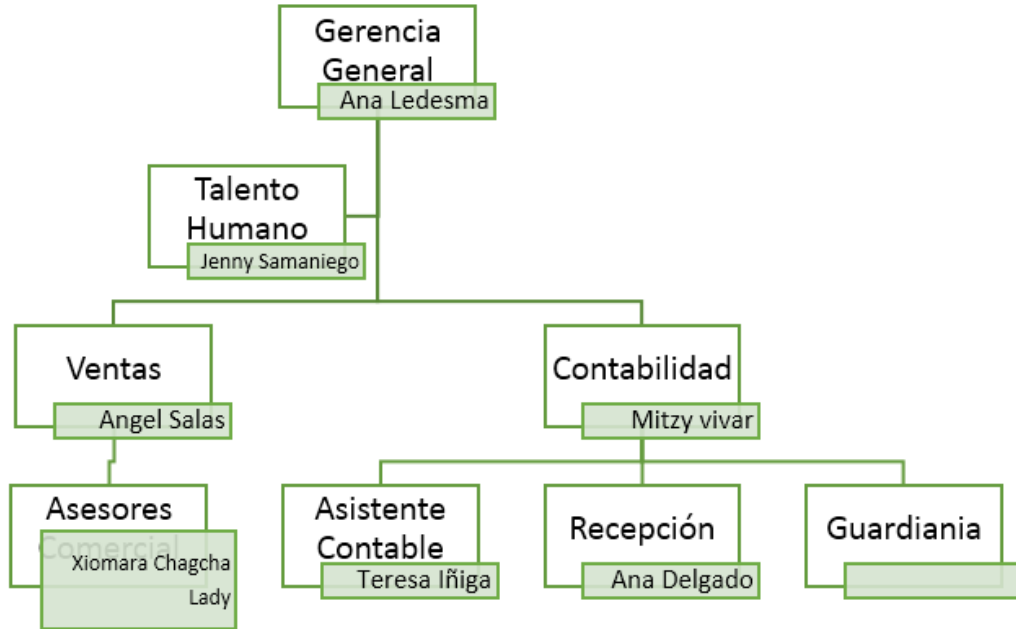 Gerencia
General
Ana Ledesma
Talento
Humano
Jenny Samaniego
Ventas
Angel Salas
Contabilidad
Mitzy vivar
Asesores
Comercial
Xiomara Chagcha
Lady
Asistente
Contable
Teresa Iñiga
Recepción
Ana Delgado
Guardiania